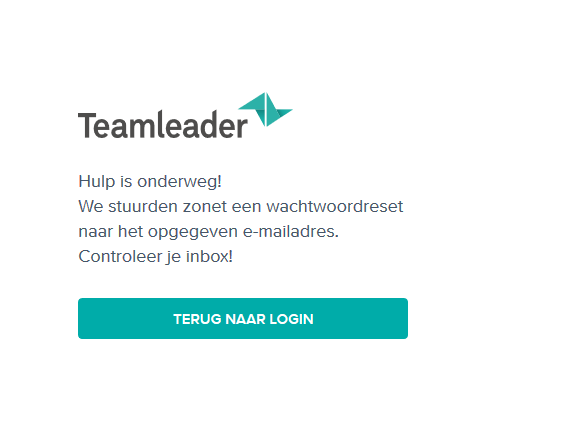 Teamleader
Hulp is onderweg!
We stuurden zonet een wachtwoordreset
naar het opgegeven e-mailadres.
Controleer je inbox!
TERUG NAAR LOGIN